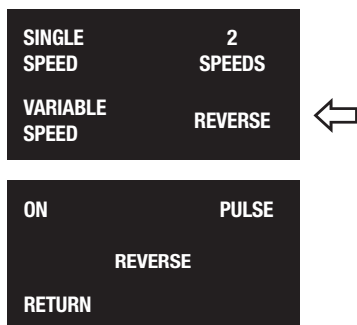 SINGLE SPEED
2 SPEEDS
VARIABLE SPEED
REVERSE
ON
PULSE
REVERSE
RETURN